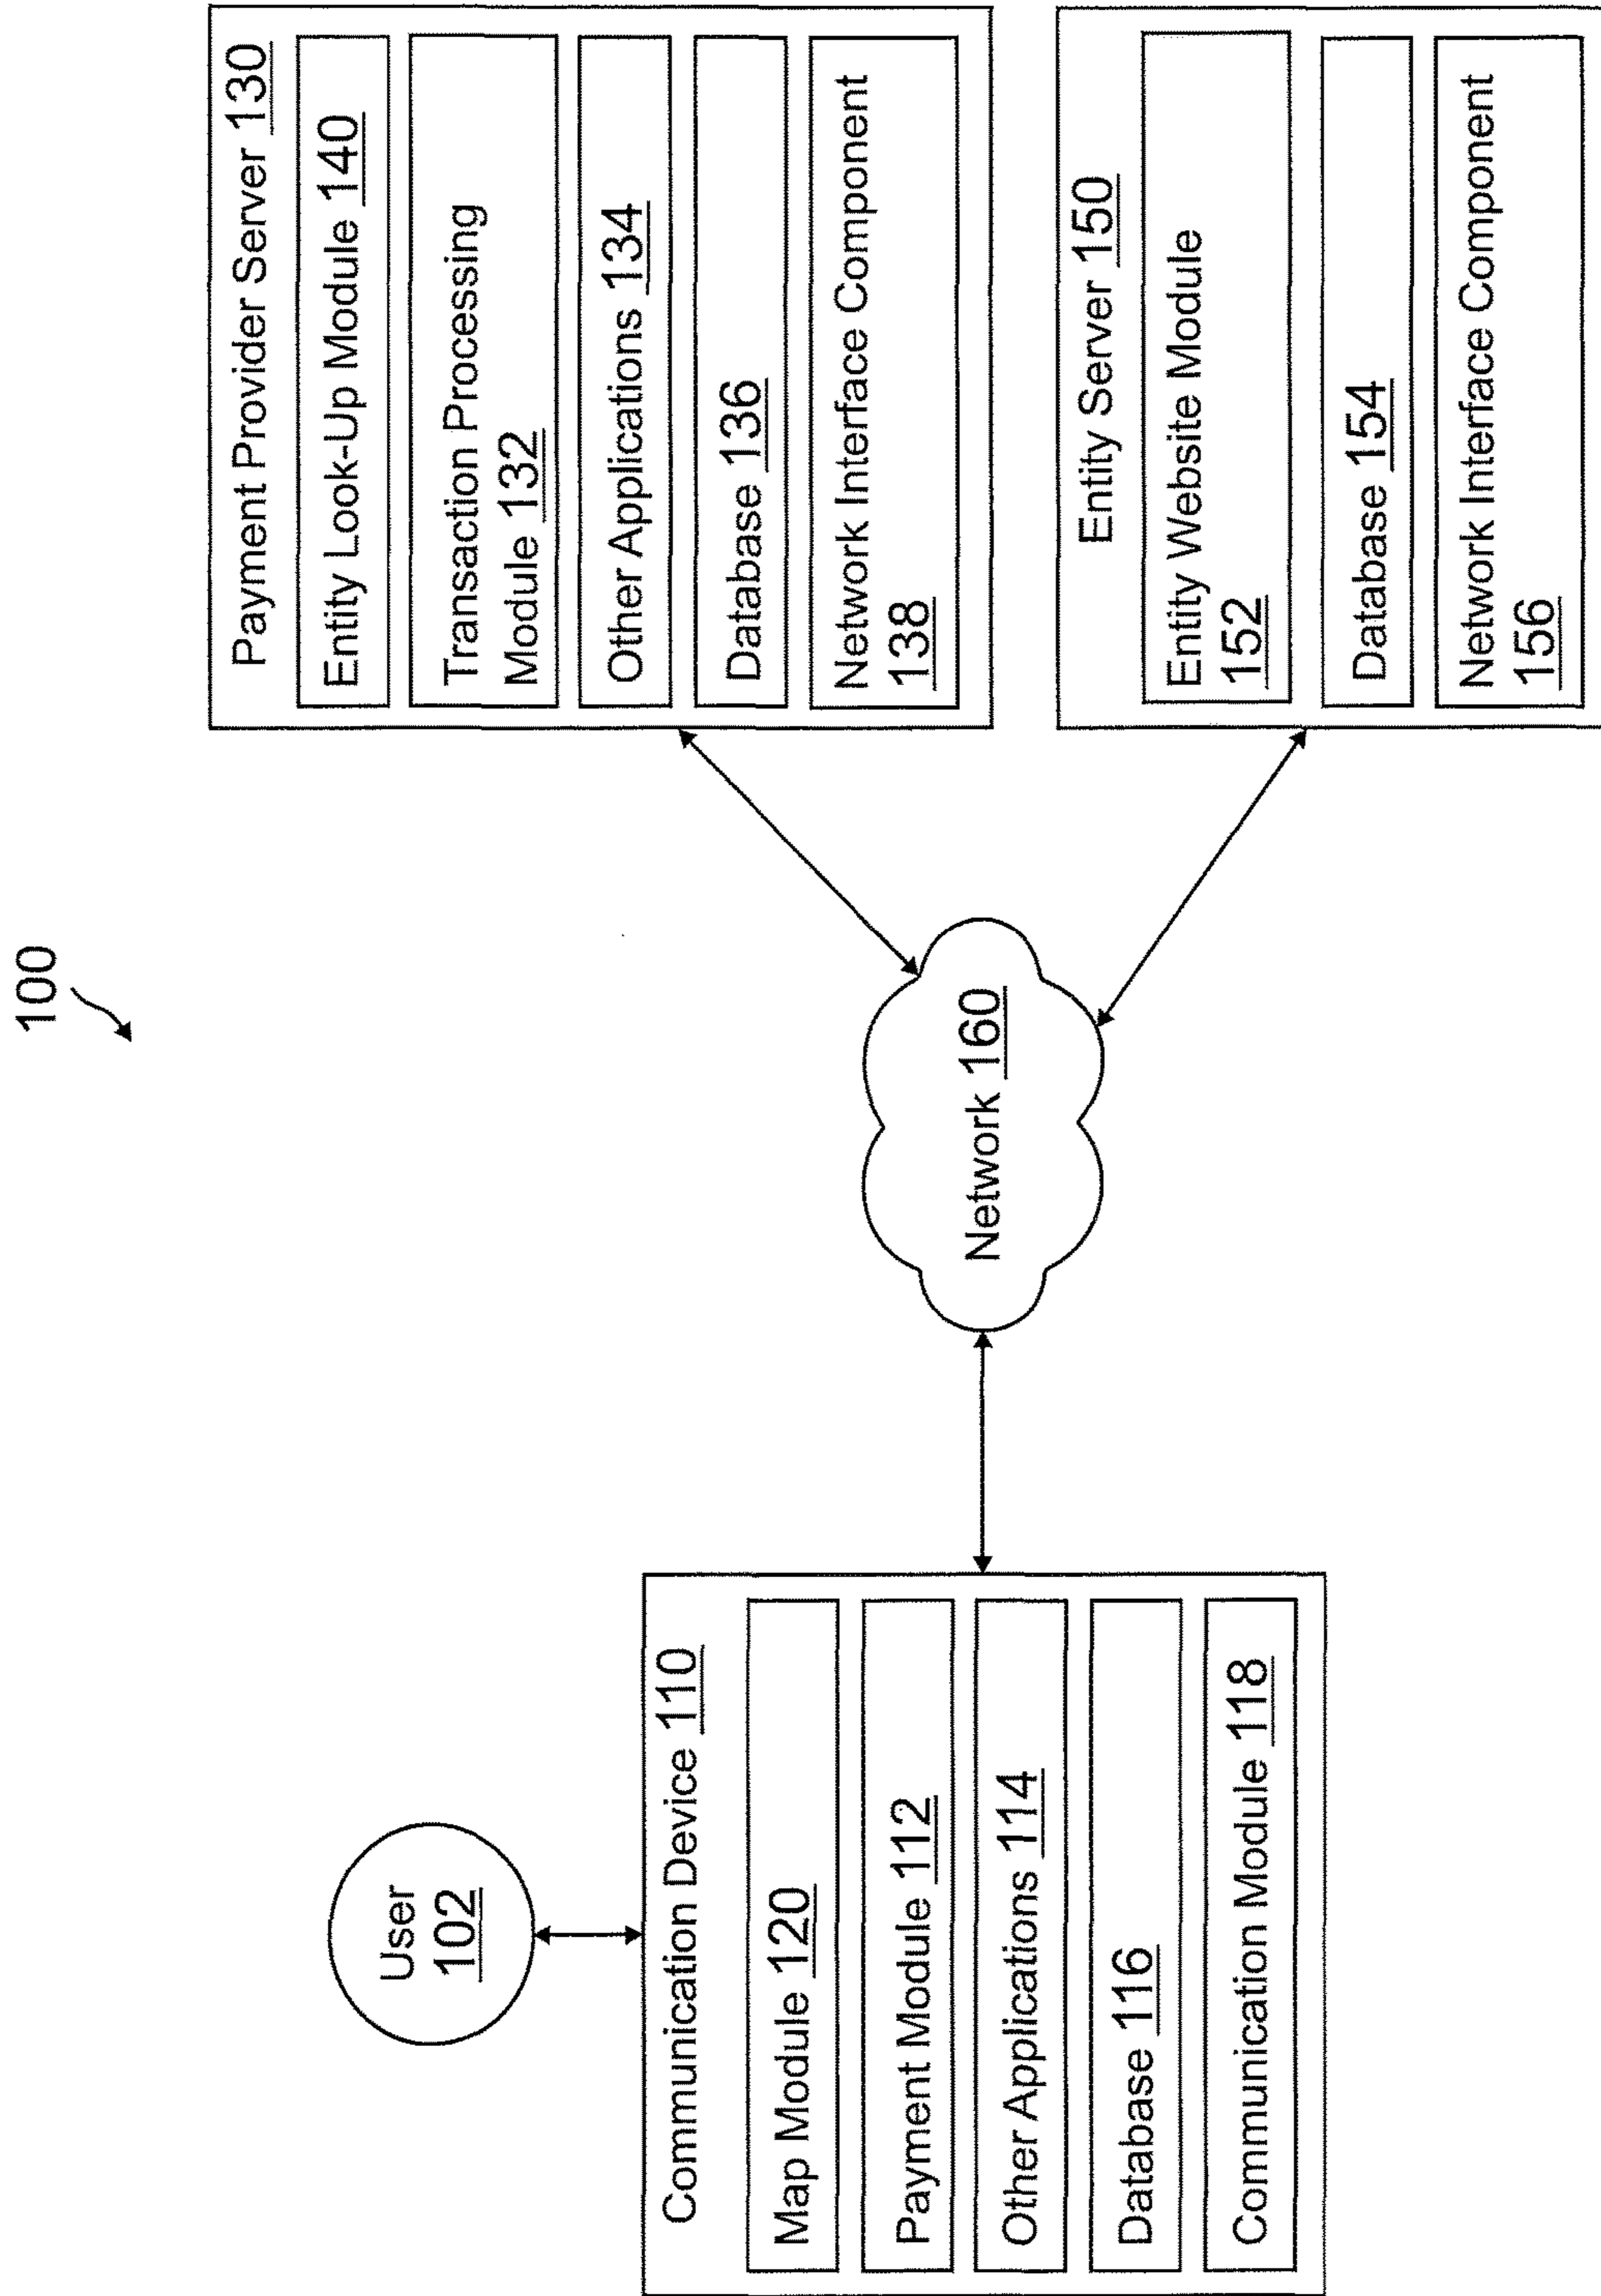 100
User
102
Communication Device 110
Map Module 120
Payment Module 112
Other Applications 114
Database 116
Communication Module 118
Network 160
Payment Provider Server 130
Entity Look-Up Module 140
Transaction Processing
Module 132
Other Applications 134
Database 136
Network Interface Component
138
Entity Server 150
Entity Website Module
152
Database 154
Network Interface Component
156